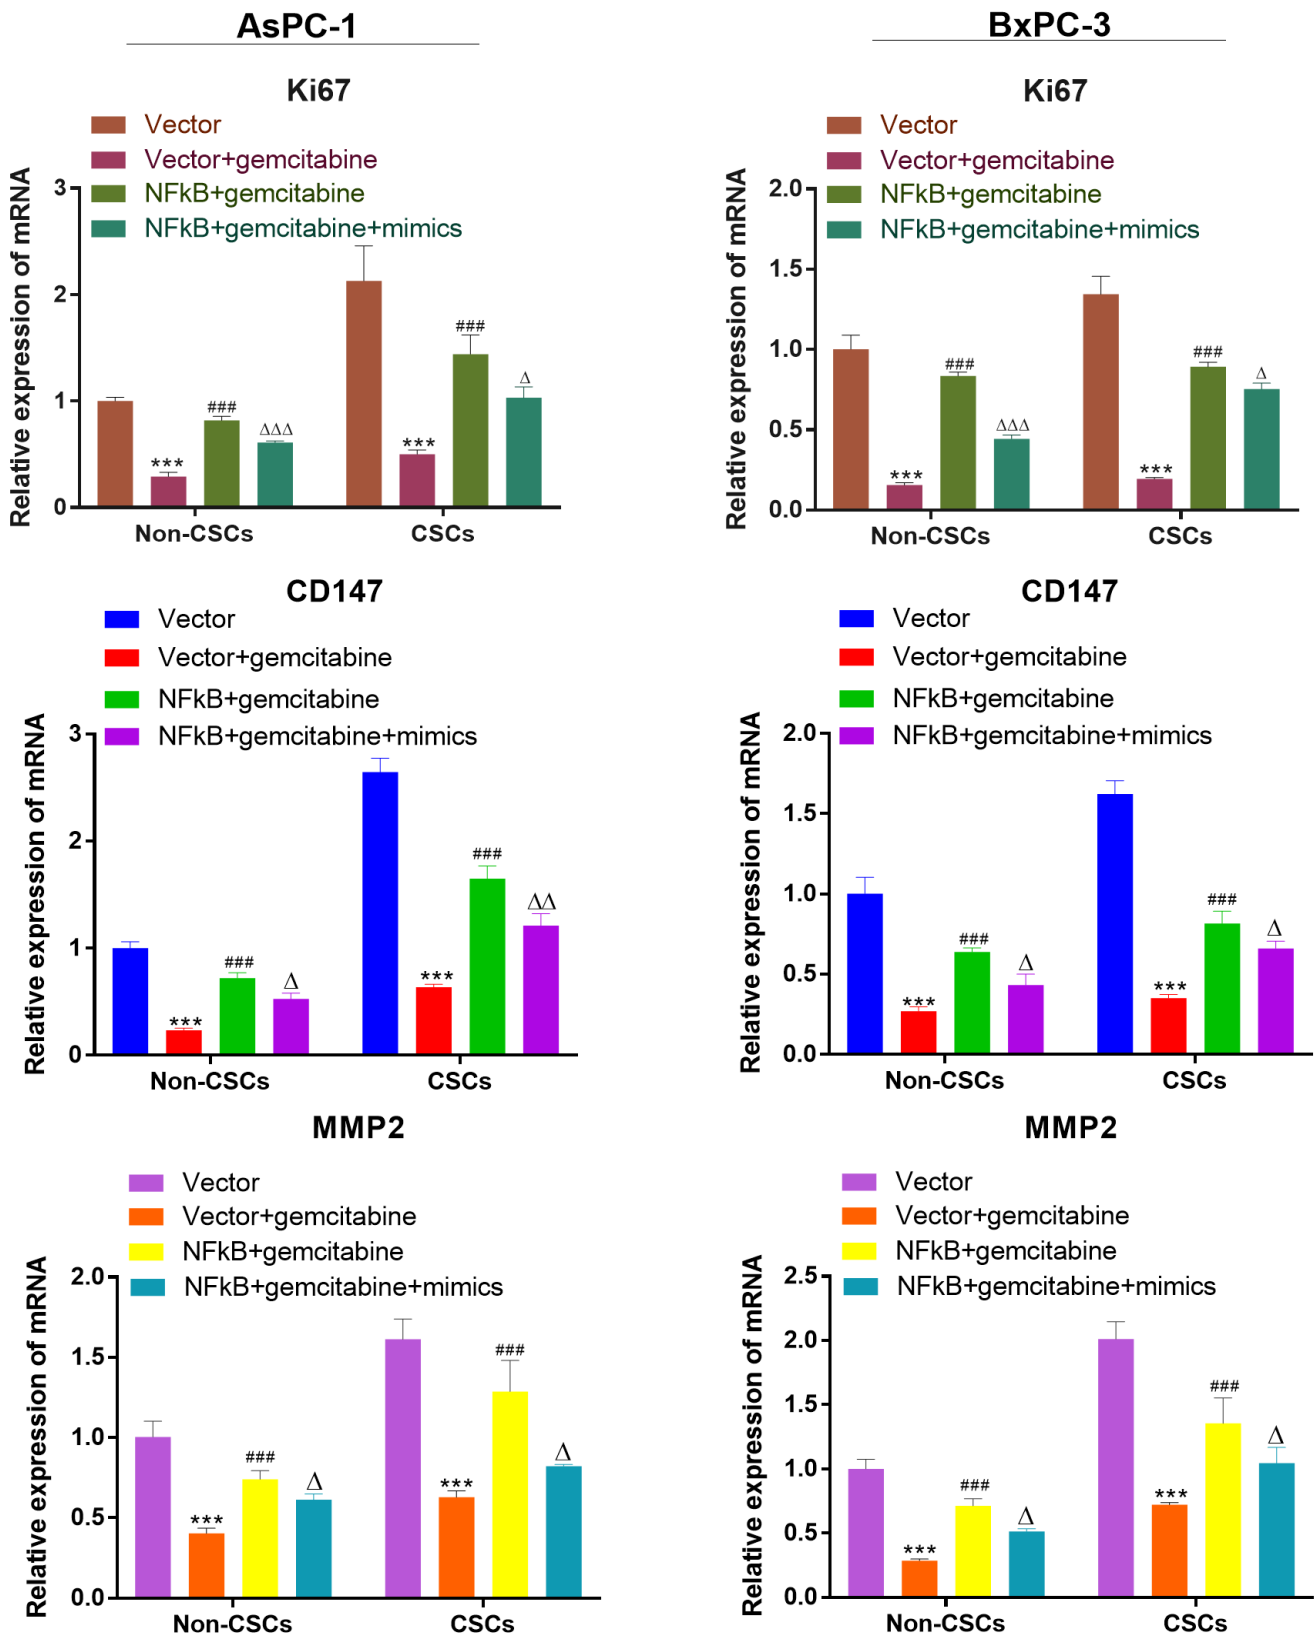 AsPC-1
BxPC-3
Ki67
Vector
Vector+gemcitabine
NFkB+gemcitabine
NFkB+gemcitabine+mimics
Relative expression of mRNA
3
2
1
0
***
###
ΔΔΔ
***
###
Δ
Non-CSCs
CSCs
Ki67
Vector
Vector+gemcitabine
NFkB+gemcitabine
NFkB+gemcitabine+mimics
Relative expression of mRNA
2.0
1.5
1.0
0.5
0.0
***
###
ΔΔΔ
***
###
Δ
Non-CSCs
CSCs
CD147
Vector
Vector+gemcitabine
NFkB+gemcitabine
NFkB+gemcitabine+mimics
Relative expression of mRNA
3
2
1
0
***
###
Δ
***
###
ΔΔ
Non-CSCs
CSCs
CD147
Vector
Vector+gemcitabine
NFkB+gemcitabine
NFkB+gemcitabine+mimics
Relative expression of mRNA
2.0
1.5
1.0
0.5
0.0
***
###
Δ
***
###
Δ
Non-CSCs
CSCs
MMP2
Vector
Vector+gemcitabine
NFkB+gemcitabine
NFkB+gemcitabine+mimics
Relative expression of mRNA
2.0
1.5
1.0
0.5
0.0
***
###
Δ
***
###
Δ
Non-CSCs
CSCs
MMP2
Vector
Vector+gemcitabine
NFkB+gemcitabine
NFkB+gemcitabine+mimics
Relative expression of mRNA
2.5
2.0
1.5
1.0
0.5
0.0
***
###
Δ
***
###
Δ
Non-CSCs
CSCs